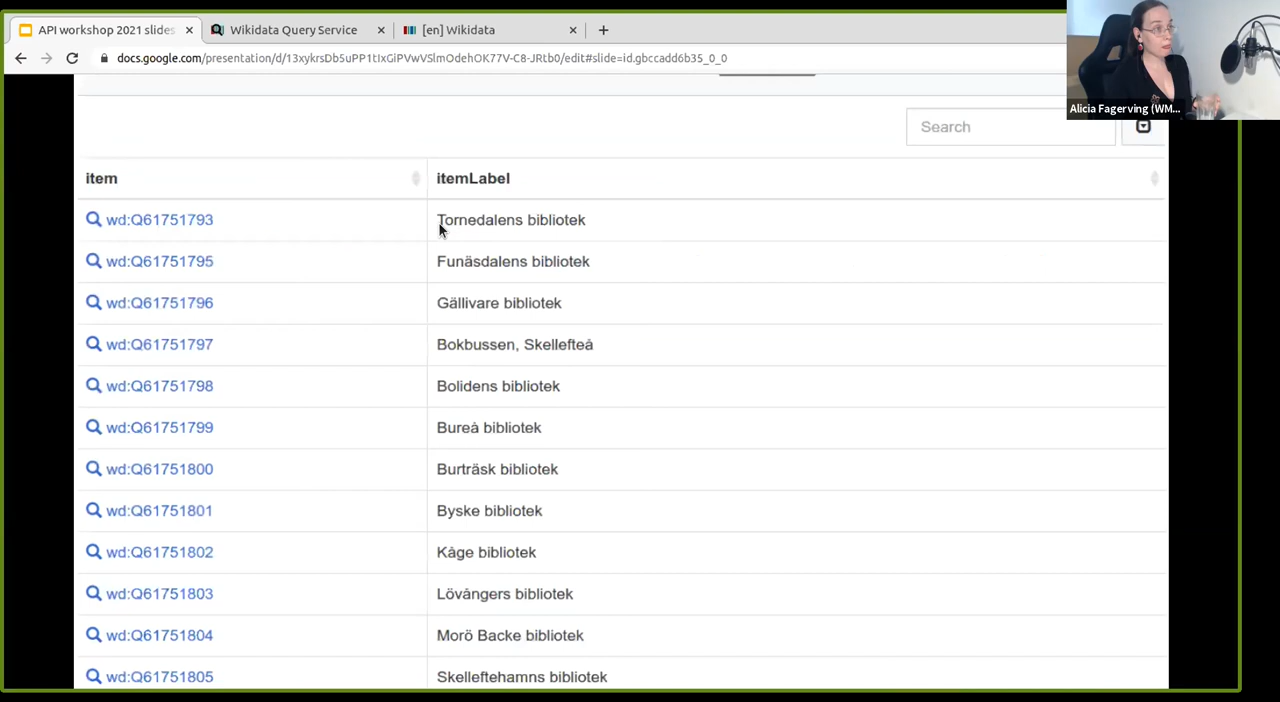 API workshop 2021 slides
Wikidata Query Service
[en] Wikidata
docs.google.com/presentation/d/13xykrsDb5uPP1tIxGiPVwVSlmOdehOK77V-C8-JRtb0/edit#slide=id.gbccadd6b35_0_0
Alicia Fagerving (WM...
Search
item itemLabel
wd:Q61751793 Tornedalens bibliotek
wd:Q61751795 Funäsdalens bibliotek
wd:Q61751796 Gällivare bibliotek
wd:Q61751797 Bokbussen, Skellefteå
wd:Q61751798 Bolidens bibliotek
wd:Q61751799 Bureå bibliotek
wd:Q61751800 Burträsk bibliotek
wd:Q61751801 Byske bibliotek
wd:Q61751802 Kåge bibliotek
wd:Q61751803 Lövångers bibliotek
wd:Q61751804 Morö Backe bibliotek
wd:Q61751805 Skelleftehamns bibliotek